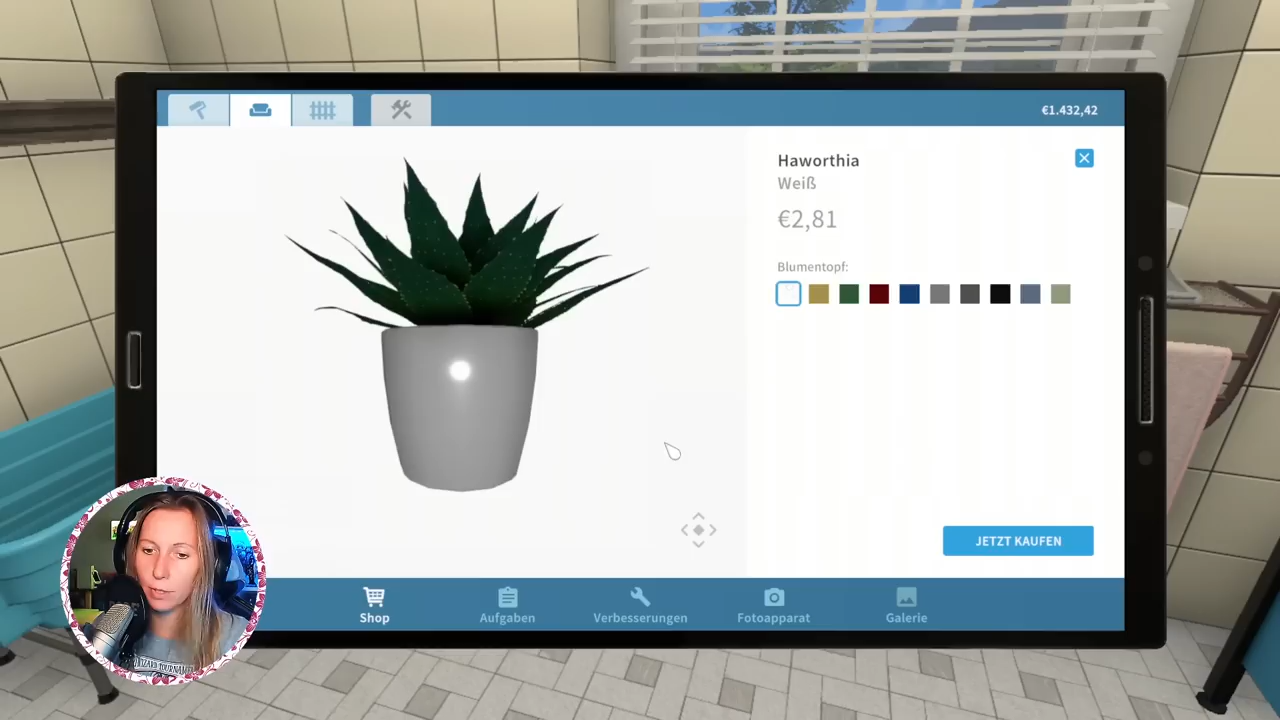 €1.432,42
Haworthia
Weiß
€2,81
Blumentopf:
JETZT KAUFEN
Shop
Aufgaben
Verbesserungen
Fotoapparat
Galerie